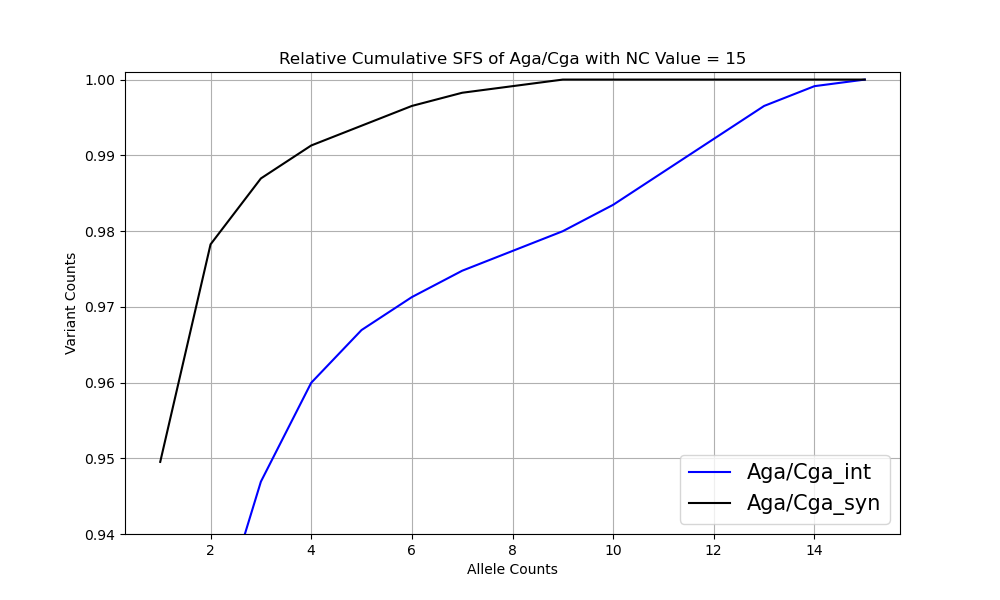 Relative Cumulative SFS of Aga/Cga with NC Value = 15
Variant Counts
1.00
0.99
0.98
0.97
0.96
0.95
0.94
2 4 6 8 10 12 14
Allele Counts
Aga/Cga_int
Aga/Cga_syn